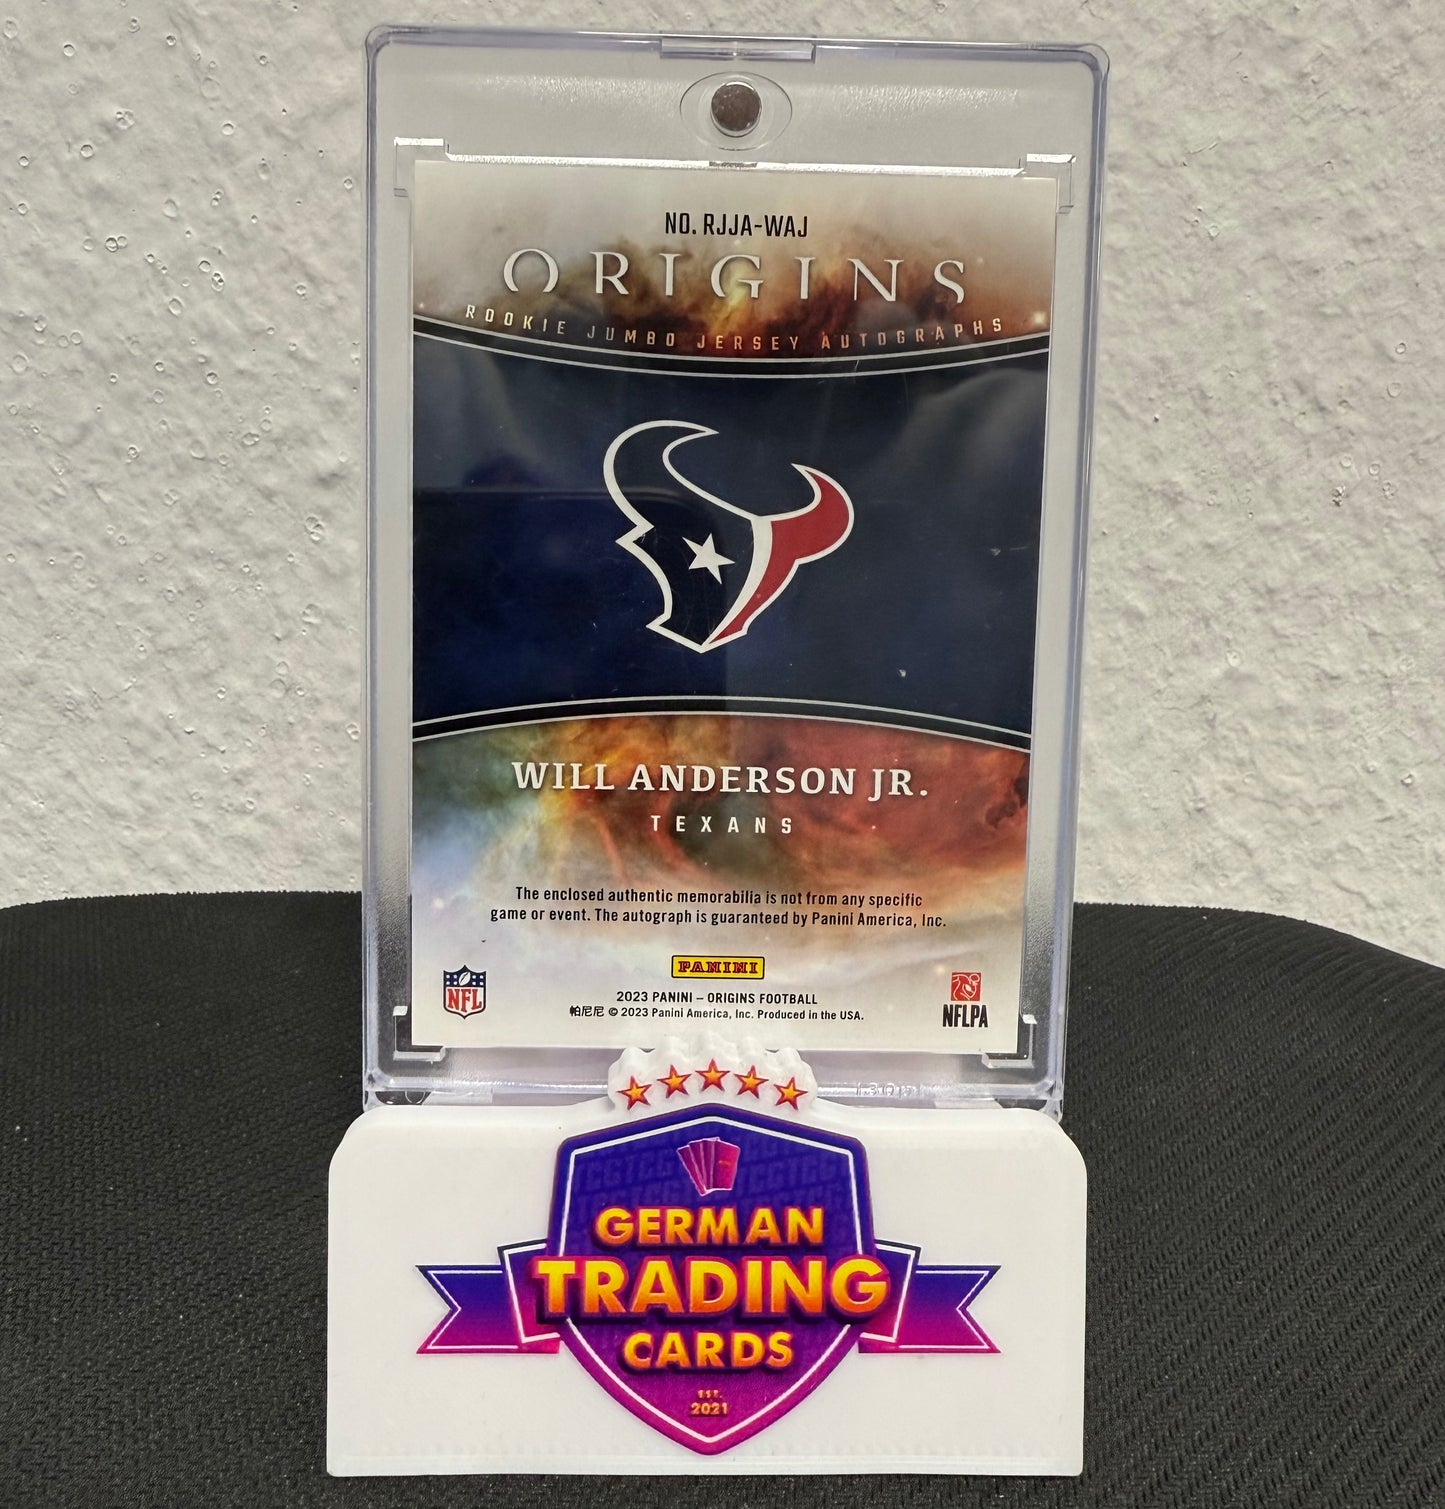 NO. RJJA-WAJ
ORIGINS
ROOKIE JUMBO JERSEY AUTOGRAPHS
WILL ANDERSON JR.
TEXANS
The enclosed authentic memorabilia is not from any specific
game or event. The autograph is guaranteed by Panini America, Inc.
PANINI
NFL
2023 PANINI – ORIGINS FOOTBALL
帕尼尼 © 2023 Panini America, Inc. Produced in the USA.
NFLPA
GERMAN
TRADING
CARDS
EST.
2021